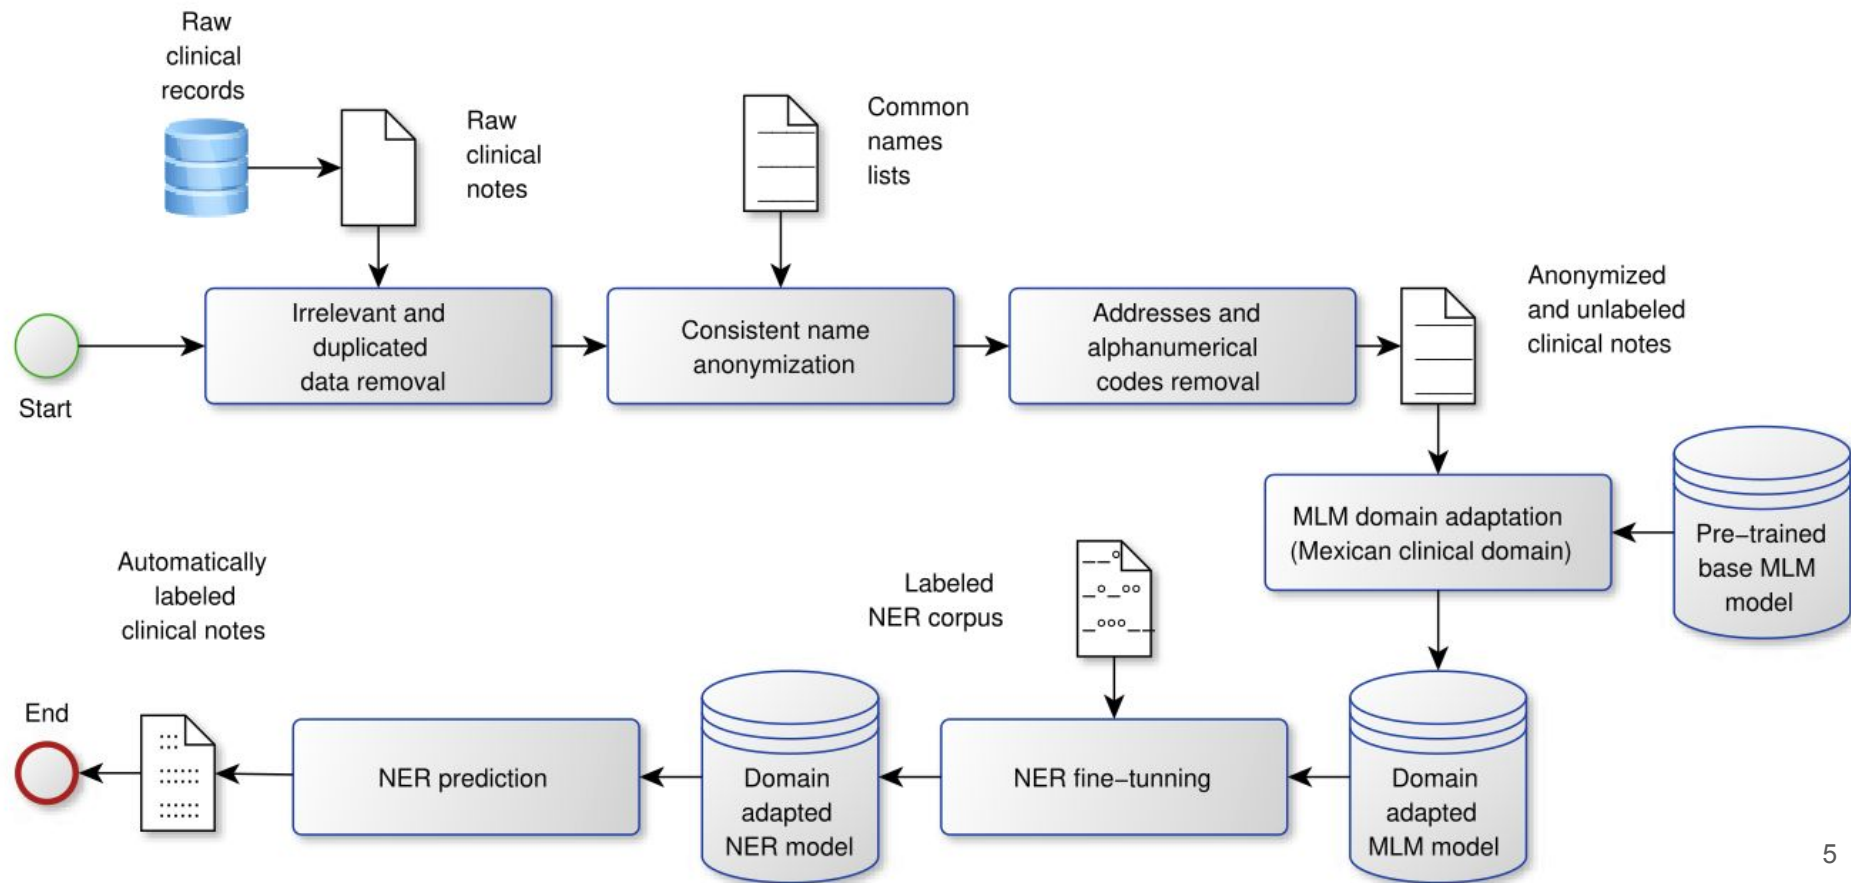 Raw
clinical
records
Raw
clinical
notes
Common
names
lists
Start
Irrelevant and
duplicated
data removal
Consistent name
anonymization
Addresses and
alphanumerical
codes removal
Anonymized
and unlabeled
clinical notes
MLM domain adaptation
(Mexican clinical domain)
Pre−trained
base MLM
model
Domain
adapted
MLM model
Labeled
NER corpus
NER fine−tunning
Domain
adapted
NER model
NER prediction
Automatically
labeled
clinical notes
End
5